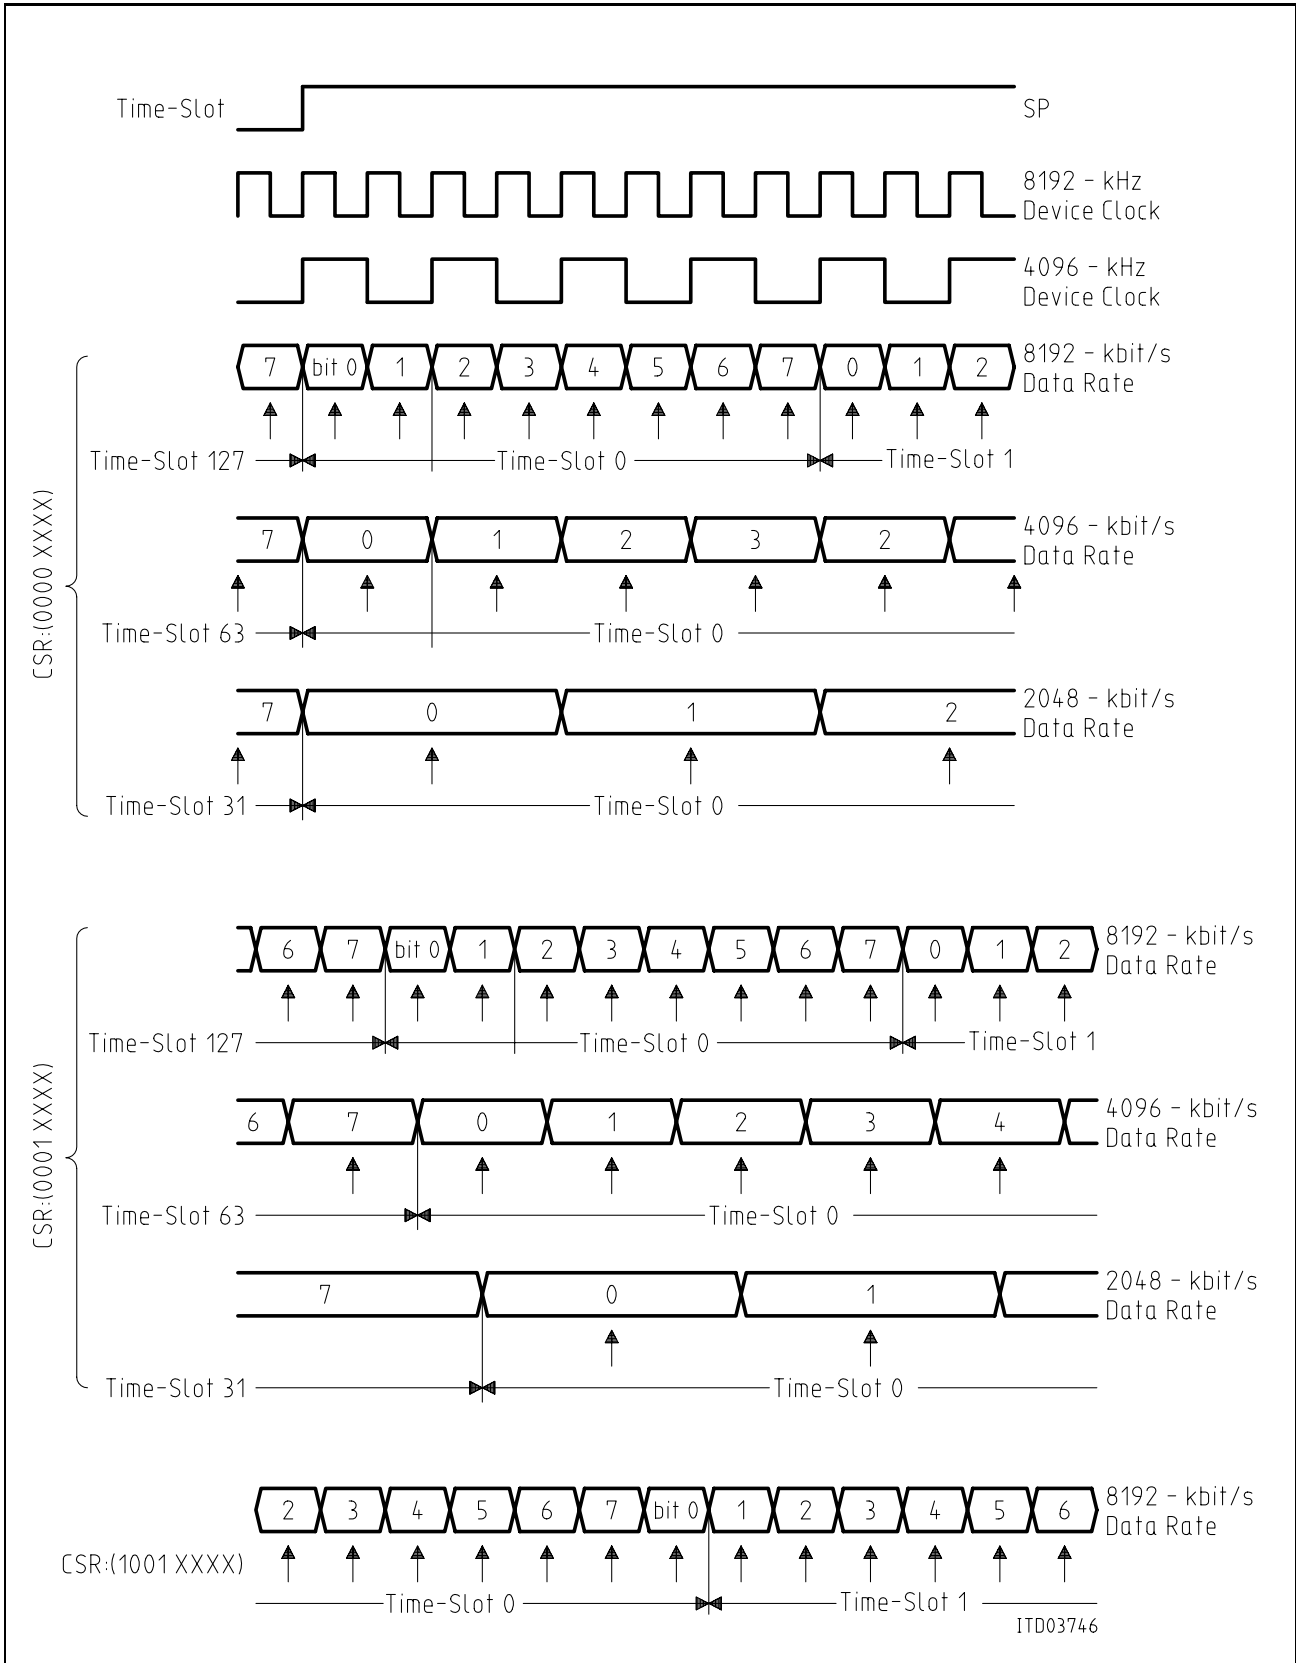 Time-Slot
SP
8192 - kHz
Device Clock
4096 - kHz
Device Clock
7 bit 0 1 2 3 4 5 6 7 0 1 2
8192 - kbit/s
Data Rate
Time-Slot 127 Time-Slot 0 Time-Slot 1
CSR:(0000 XXXX)
7 0 1 2 3 2
4096 - kbit/s
Data Rate
Time-Slot 63 Time-Slot 0
7 0 1 2
2048 - kbit/s
Data Rate
Time-Slot 31 Time-Slot 0
6 7 bit 0 1 2 3 4 5 6 7 0 1 2
8192 - kbit/s
Data Rate
Time-Slot 127 Time-Slot 0 Time-Slot 1
CSR:(0001 XXXX)
6 7 0 1 2 3 4
4096 - kbit/s
Data Rate
Time-Slot 63 Time-Slot 0
7 0 1
2048 - kbit/s
Data Rate
Time-Slot 31 Time-Slot 0
2 3 4 5 6 7 bit 0 1 2 3 4 5 6
8192 - kbit/s
Data Rate
CSR:(1001 XXXX)
Time-Slot 0 Time-Slot 1
ITD03746